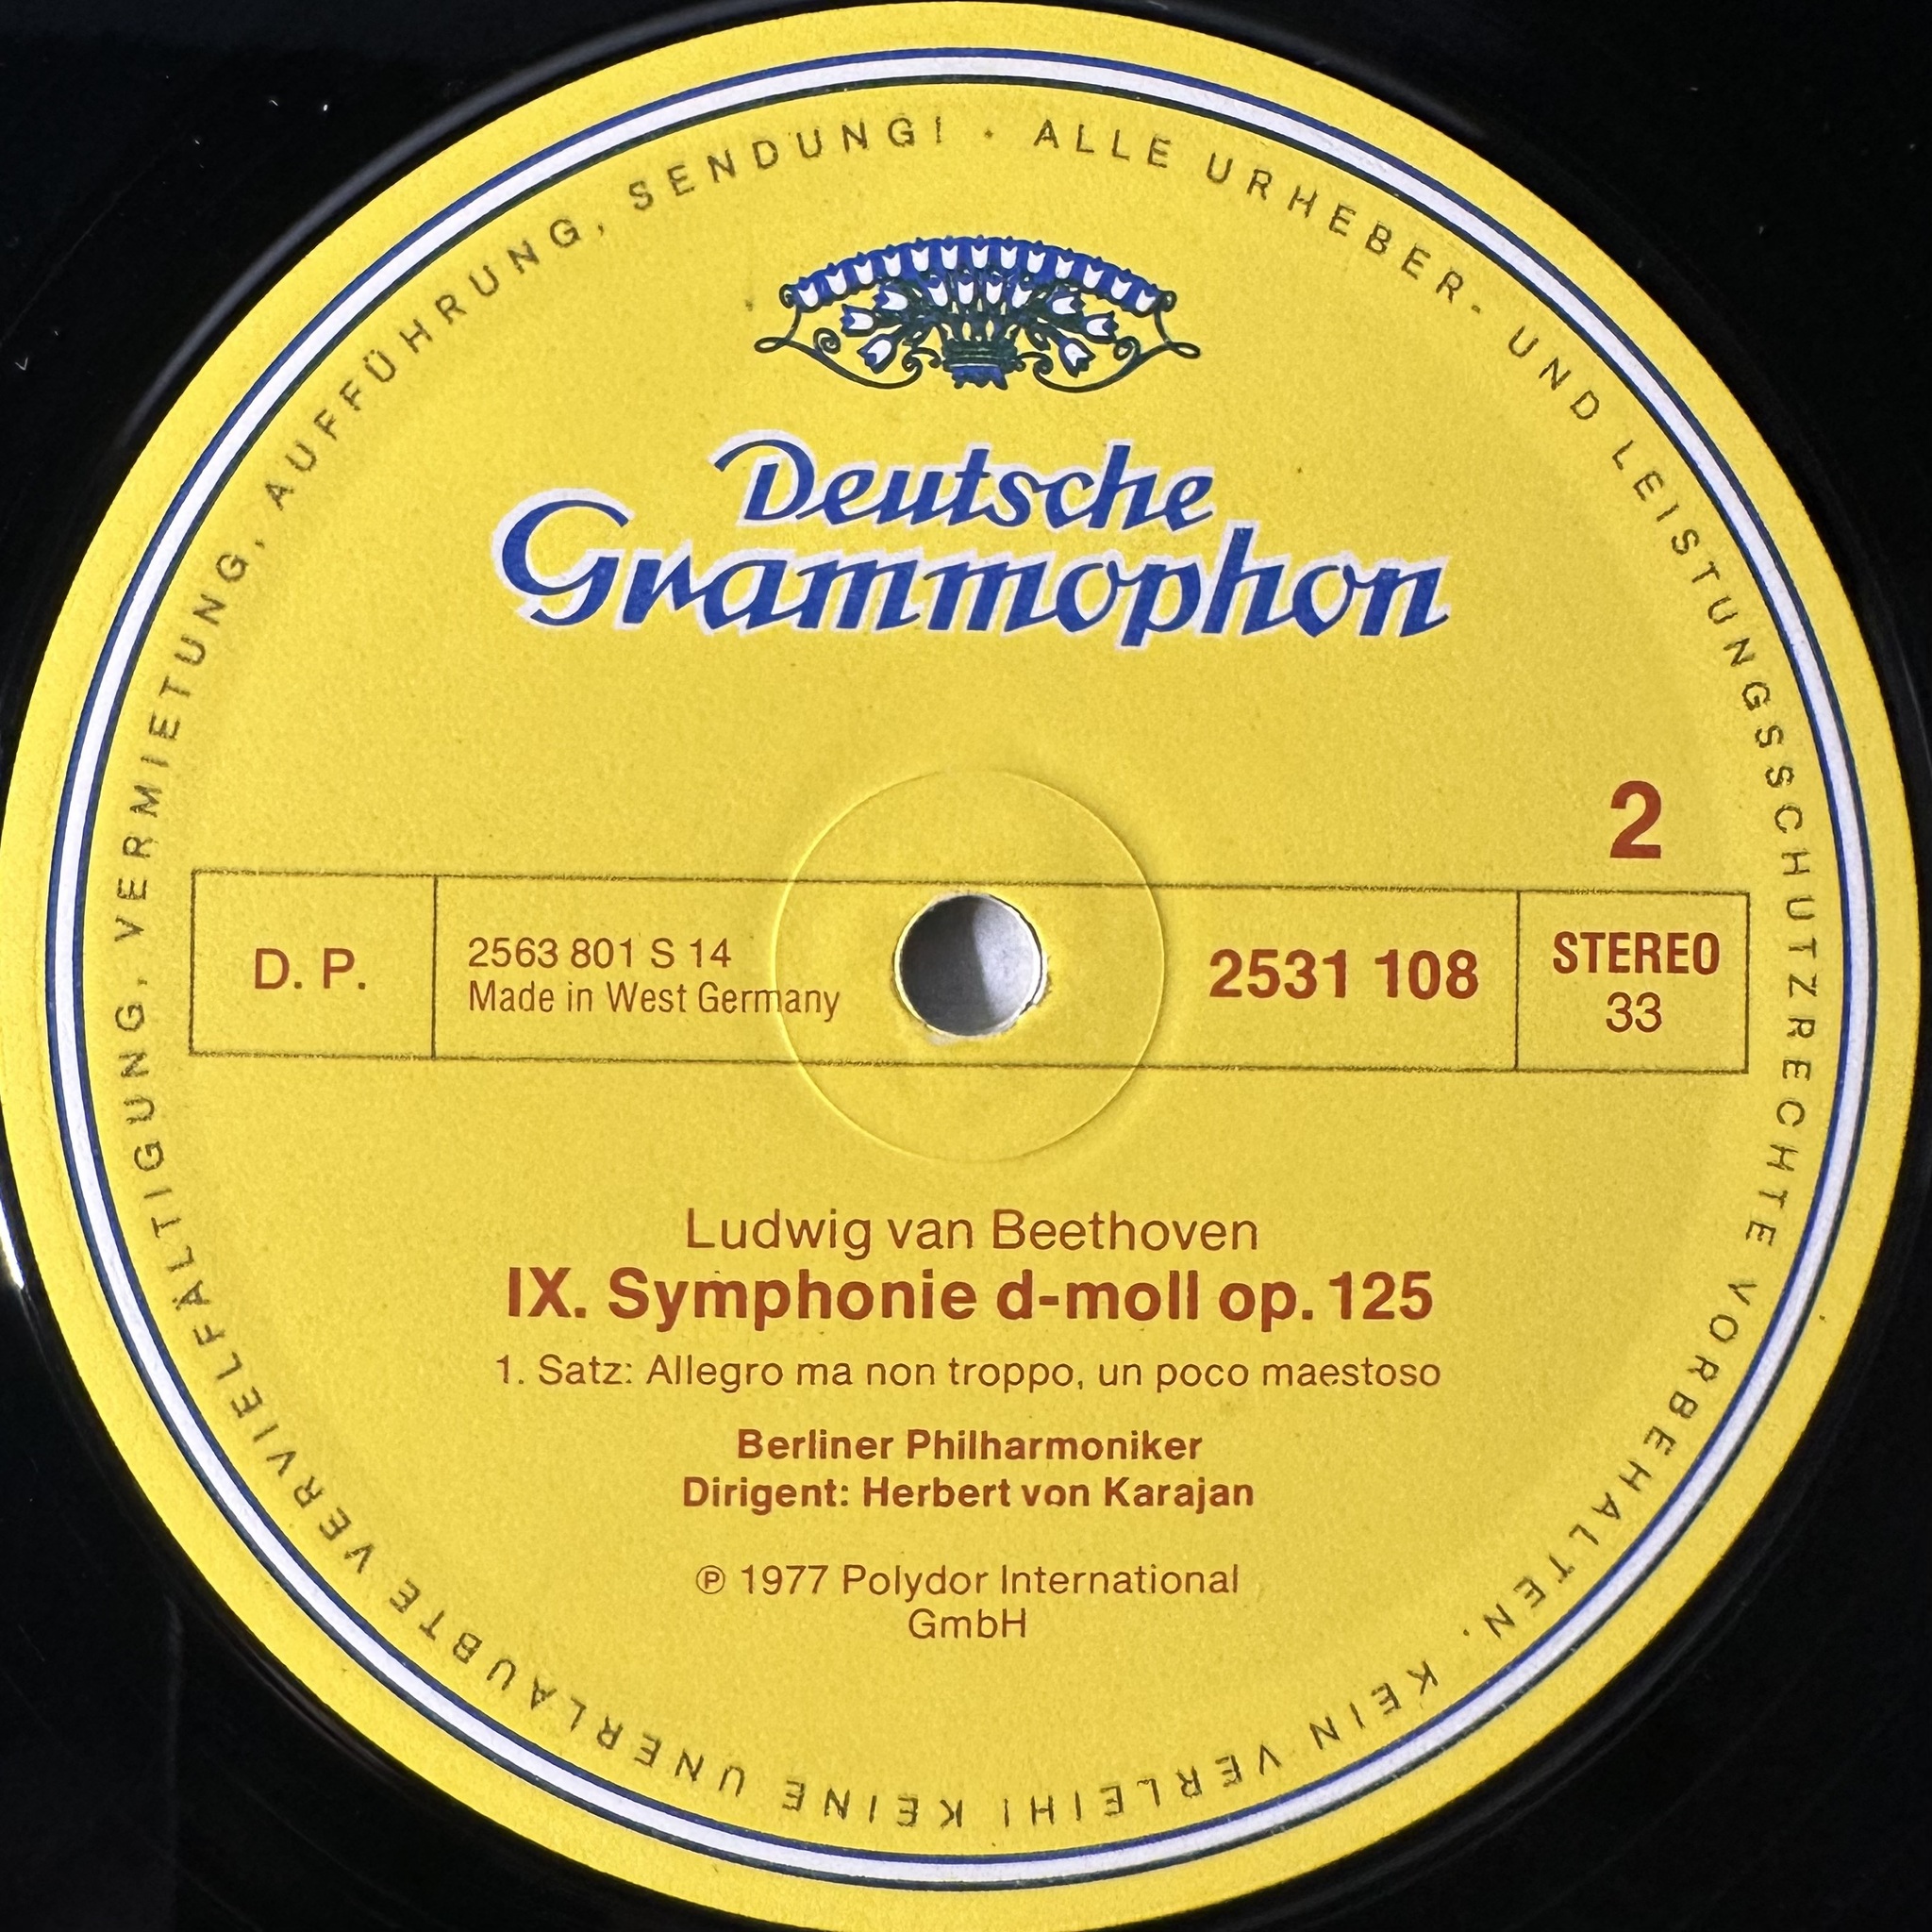 ALLE URHEBER- UND LEISTUNGSSCHUTZRECHTE VORBEHALTEN. KEIN VERLEIH! KEINE UNERLAUBTE VERVIELFÄLTIGUNG, VERMIETUNG, AUFFÜHRUNG, SENDUNG! ·
Deutsche
Grammophon
2
D. P.
2563 801 S 14
Made in West Germany
2531 108
STEREO
33
Ludwig van Beethoven
IX. Symphonie d-moll op. 125
1. Satz: Allegro ma non troppo, un poco maestoso
Berliner Philharmoniker
Dirigent: Herbert von Karajan
℗ 1977 Polydor International
GmbH